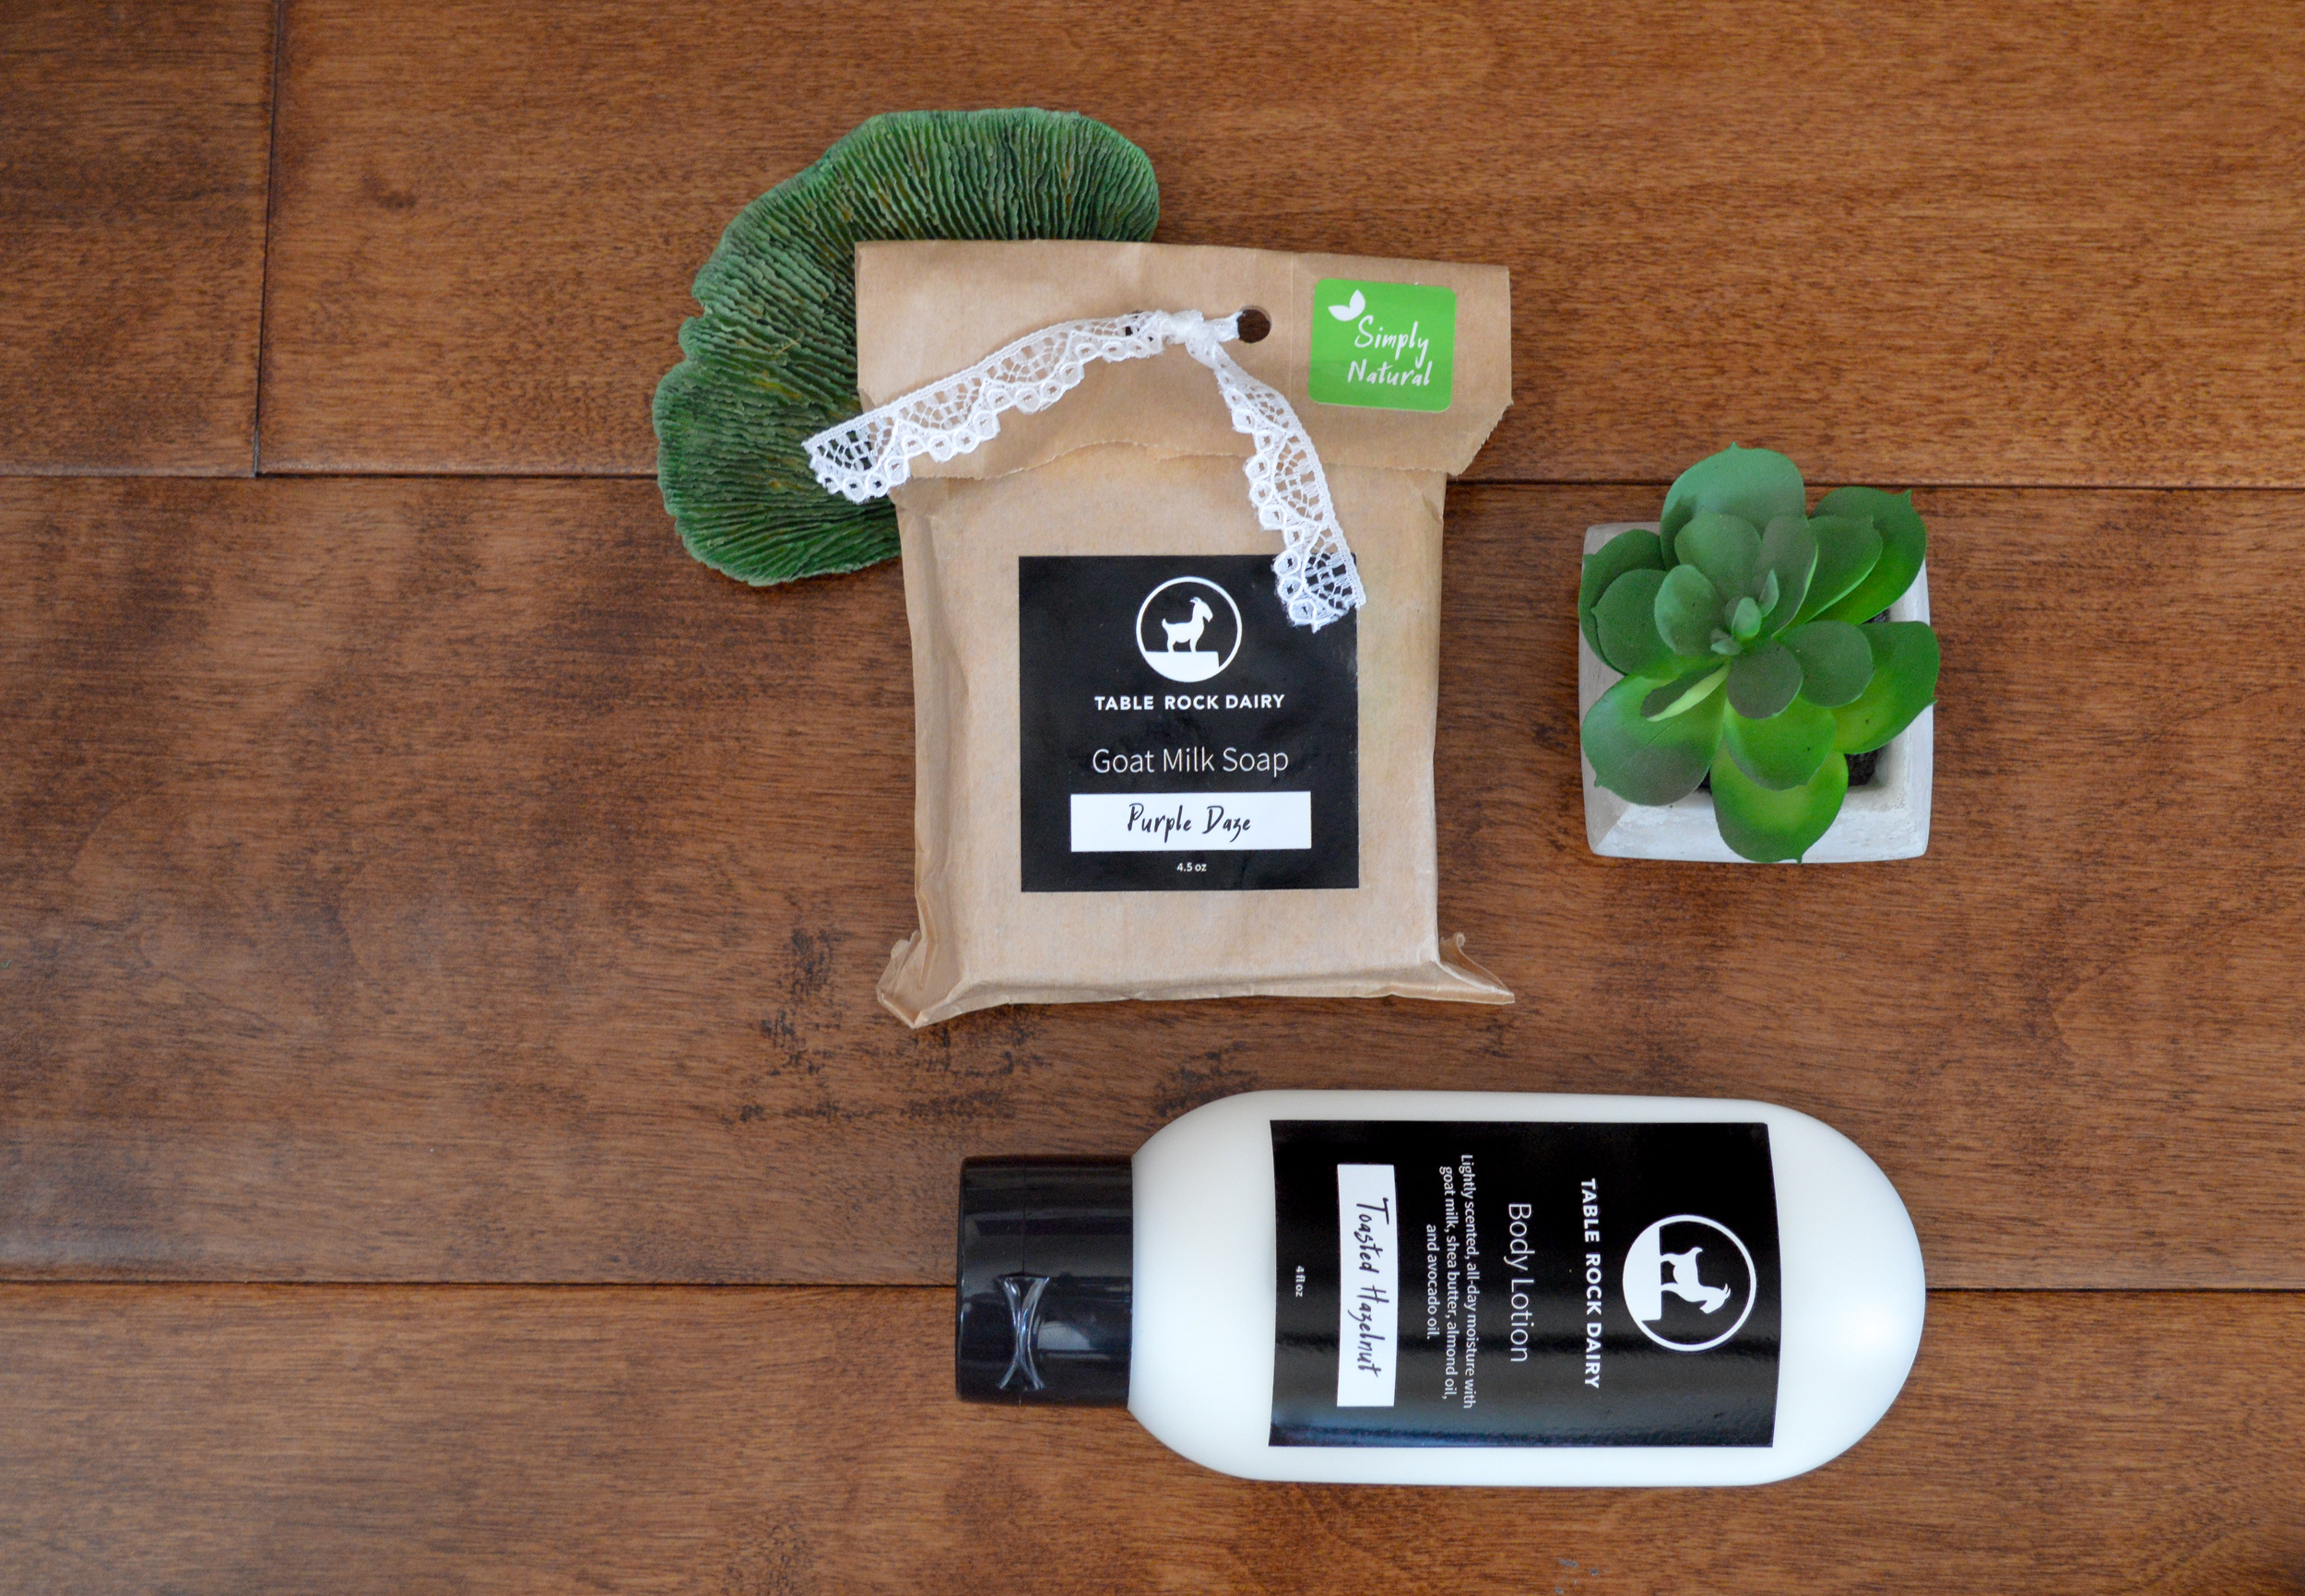 Simply
Natural
TABLE ROCK DAIRY
Goat Milk Soap
Purple Daze
4.5 oz
TABLE ROCK DAIRY
Body Lotion
Lightly scented, all-day moisture with
goat milk, shea butter, almond oil,
and avocado oil.
Toasted Hazelnut
4 fl oz